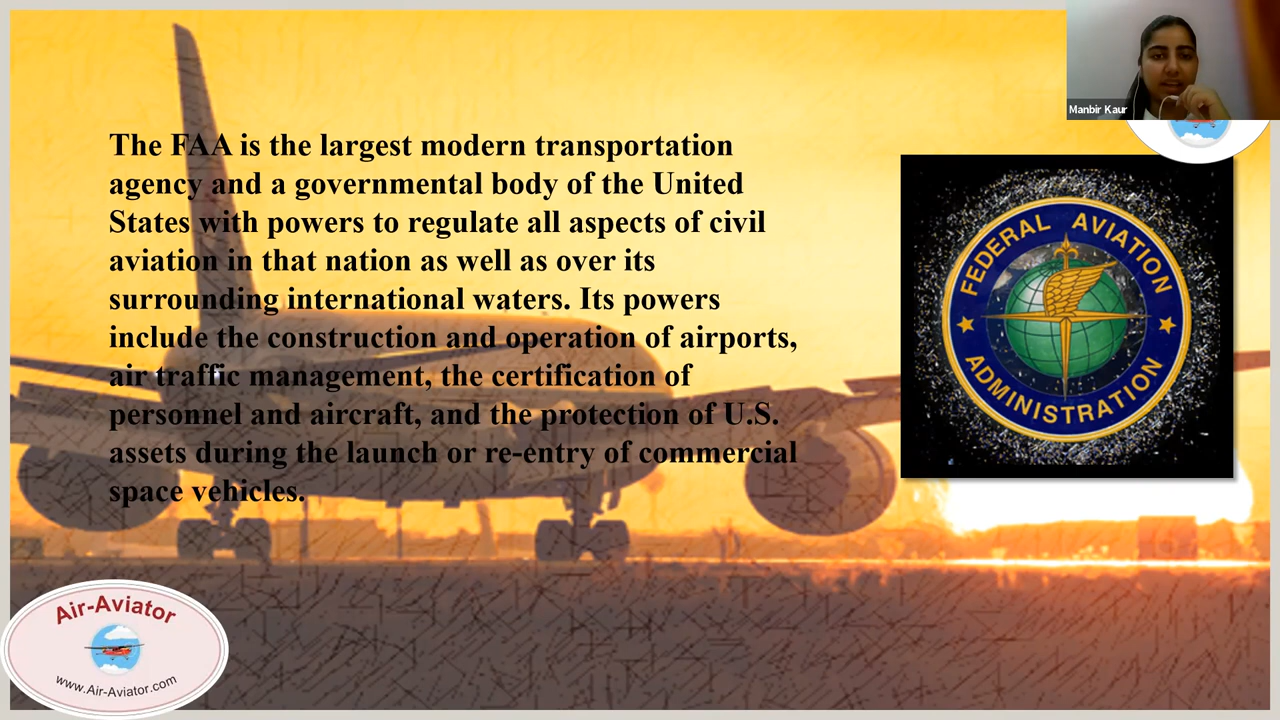 Manbir Kaur
The FAA is the largest modern transportation
agency and a governmental body of the United
States with powers to regulate all aspects of civil
aviation in that nation as well as over its
surrounding international waters. Its powers
include the construction and operation of airports,
air traffic management, the certification of
personnel and aircraft, and the protection of U.S.
assets during the launch or re-entry of commercial
space vehicles.
FEDERAL AVIATION
ADMINISTRATION
Air-Aviator
www.Air-Aviator.com